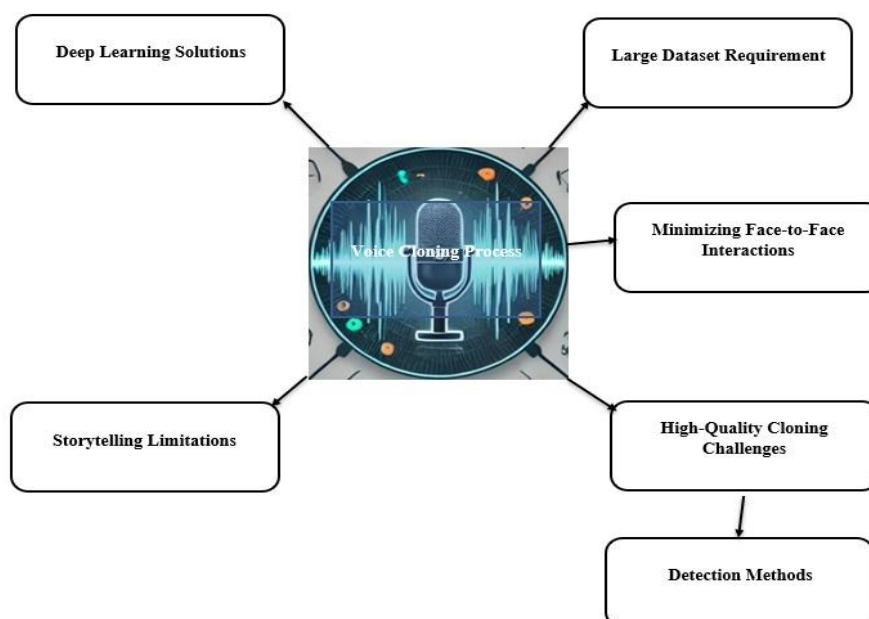 Deep Learning Solutions
Large Dataset Requirement
Minimizing Face-to-Face
Interactions
Voice Cloning Process
Storytelling Limitations
High-Quality Cloning
Challenges
Detection Methods